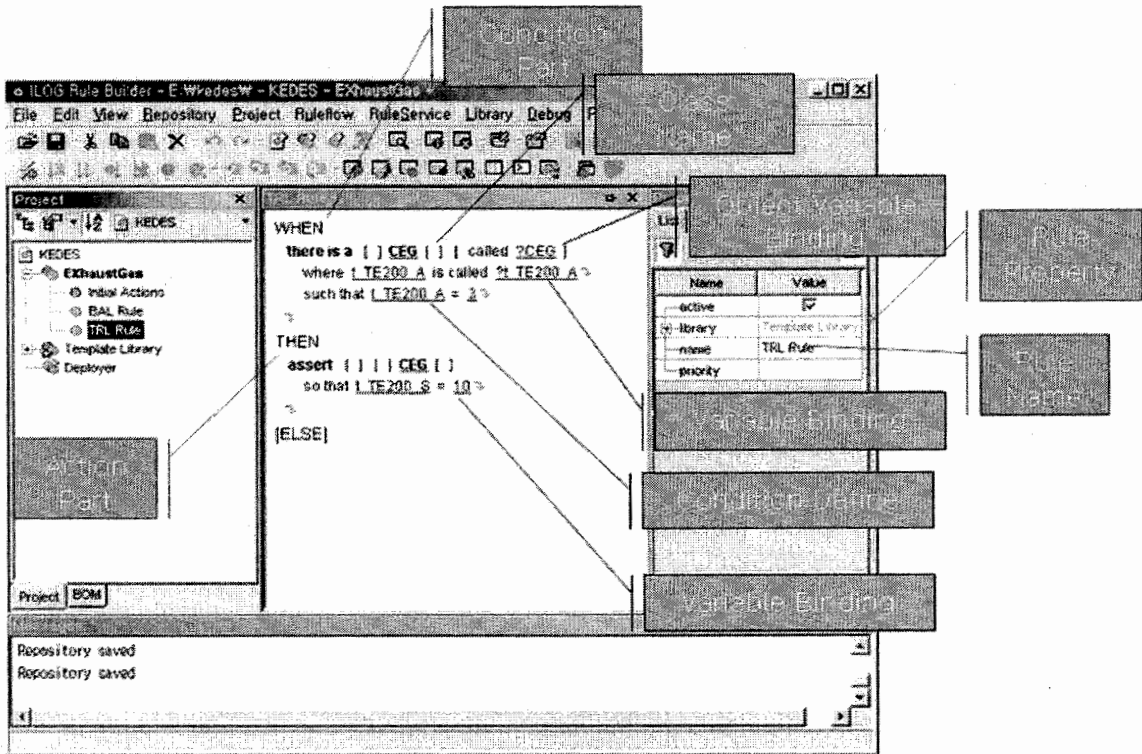 Condition
Part
ILOG Rule Builder - E:₩kedes₩ - KEDES - EXhaustGas
Class
Name
File Edit View Repository Project Ruleflow RuleService Library Debug
Object Variable
Binding
Rule
Property
Project
KEDES
KEDES
EXhaustGas
Initial Actions
BAL Rule
TRL Rule
Template Library
Deployer
WHEN
there is a [ ] CEG [ ] [ called ?CEG ]
where t_TE200_A is called ?t_TE200_A
such that t_TE200_A = 3
THEN
assert [ ] [ ] CEG [ ]
so that t_TE200_S = 10
[ELSE]
Name Value
active
library Template Library
name TRL Rule
priority
Rule
Name
Variable Binding
Action
Part
Condition Define
Variable Binding
Project BOM
Repository saved
Repository saved